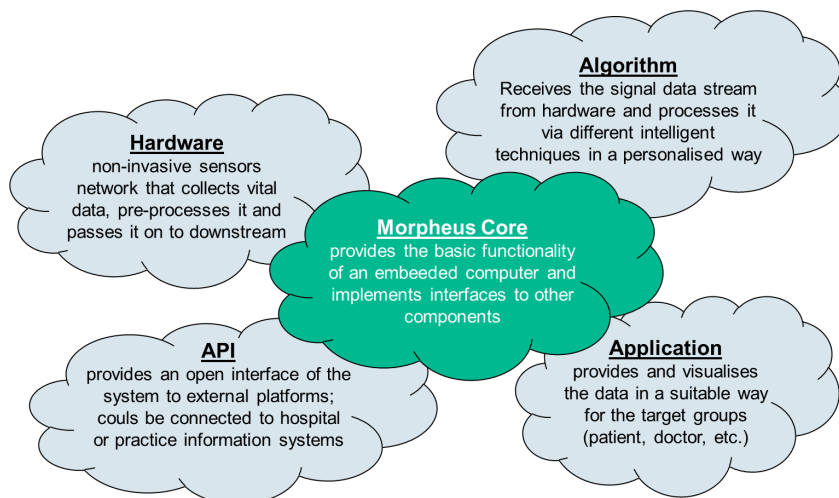 Algorithm
Receives the signal data stream
from hardware and processes it
via different intelligent
techniques in a personalised way
Hardware
non-invasive sensors
network that collects vital
data, pre-processes it and
passes it on to downstream
Morpheus Core
provides the basic functionality
of an embeeded computer and
implements interfaces to other
components
API
provides an open interface of the
system to external platforms;
couls be connected to hospital
or practice information systems
Application
provides and visualises
the data in a suitable way
for the target groups
(patient, doctor, etc.)